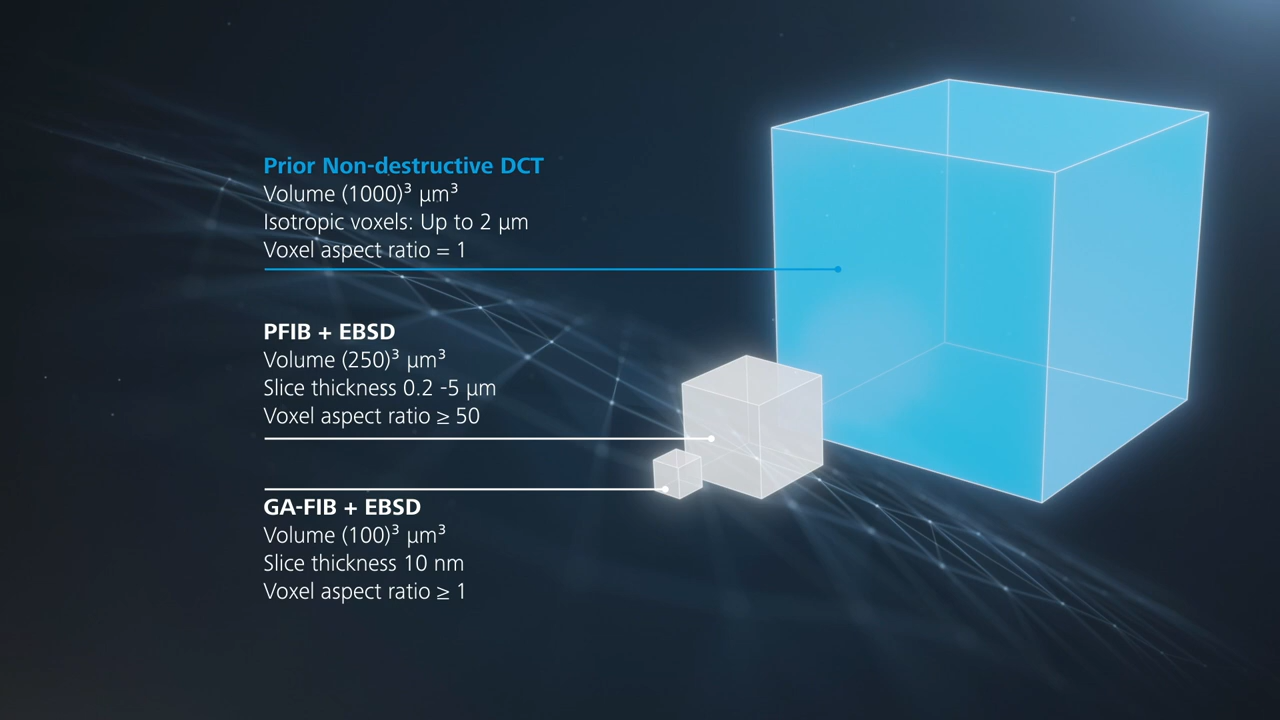 Prior Non-destructive DCT
Volume (1000)³ µm³
Isotropic voxels: Up to 2 µm
Voxel aspect ratio = 1
PFIB + EBSD
Volume (250)³ µm³
Slice thickness 0.2 -5 µm
Voxel aspect ratio ≥ 50
GA-FIB + EBSD
Volume (100)³ µm³
Slice thickness 10 nm
Voxel aspect ratio ≥ 1